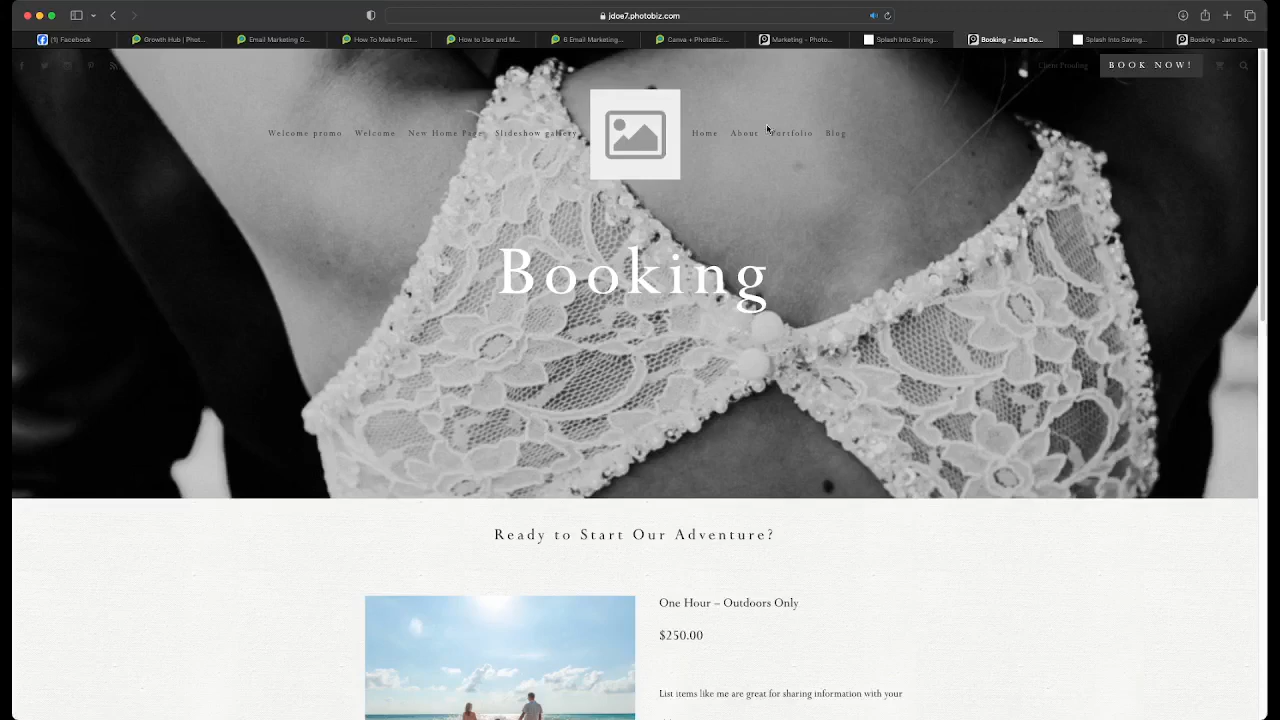 jdoe7.photobiz.com
(1) Facebook
Growth Hub | Phot...
Email Marketing G...
How To Make Prett...
How to Use and M...
6 Email Marketing...
Canva + PhotoBiz:...
Marketing – Photo...
Splash Into Saving...
Booking – Jane Do...
Splash Into Saving...
Booking – Jane Do...
Client Proofing
BOOK NOW!
Welcome promo Welcome New Home Page Slideshow gallery Home About Portfolio Blog
Booking
Ready to Start Our Adventure?
One Hour – Outdoors Only
$250.00
List items like me are great for sharing information with your